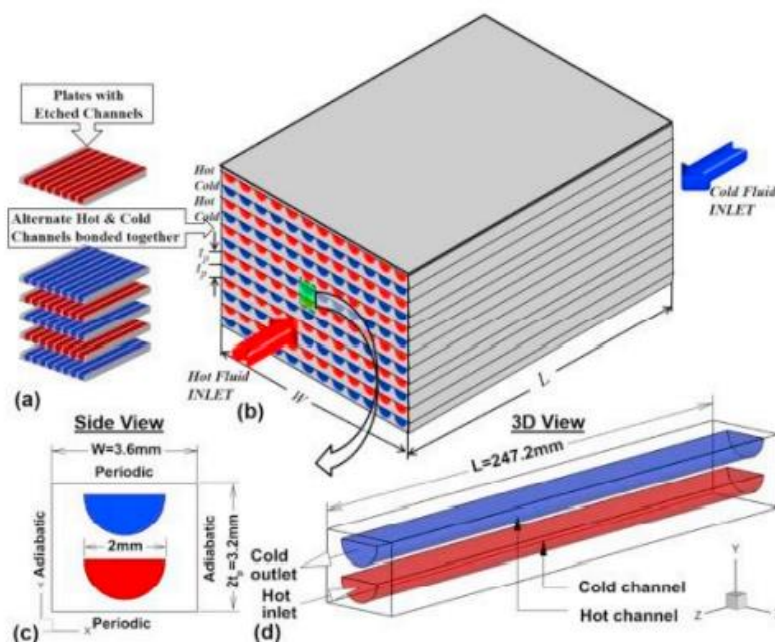 Plates with
Etched Channels
Alternate Hot & Cold
Channels bonded together
(a)
Hot
Cold
Hot
Cold
t_p
t_p
Hot Fluid
INLET
(b)
W
L
Cold Fluid
INLET
Side View
W=3.6mm
Periodic
Adiabatic
2mm
Adiabatic
2t_p=3.2mm
Periodic
X
(c)
3D View
L=247.2mm
Cold
outlet
Hot
inlet
Cold channel
Hot channel
(d)
Y
Z